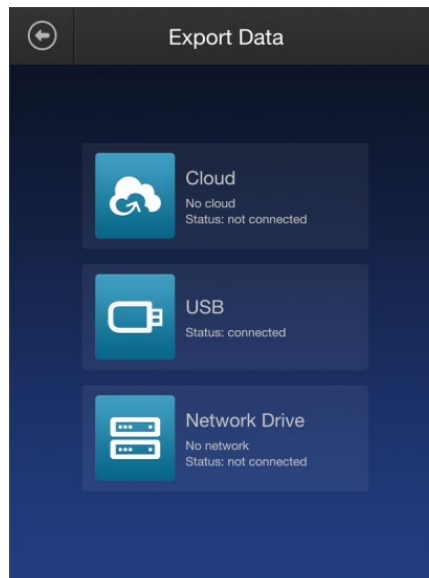 Export Data
Cloud
No cloud
Status: not connected
USB
Status: connected
Network Drive
No network
Status: not connected